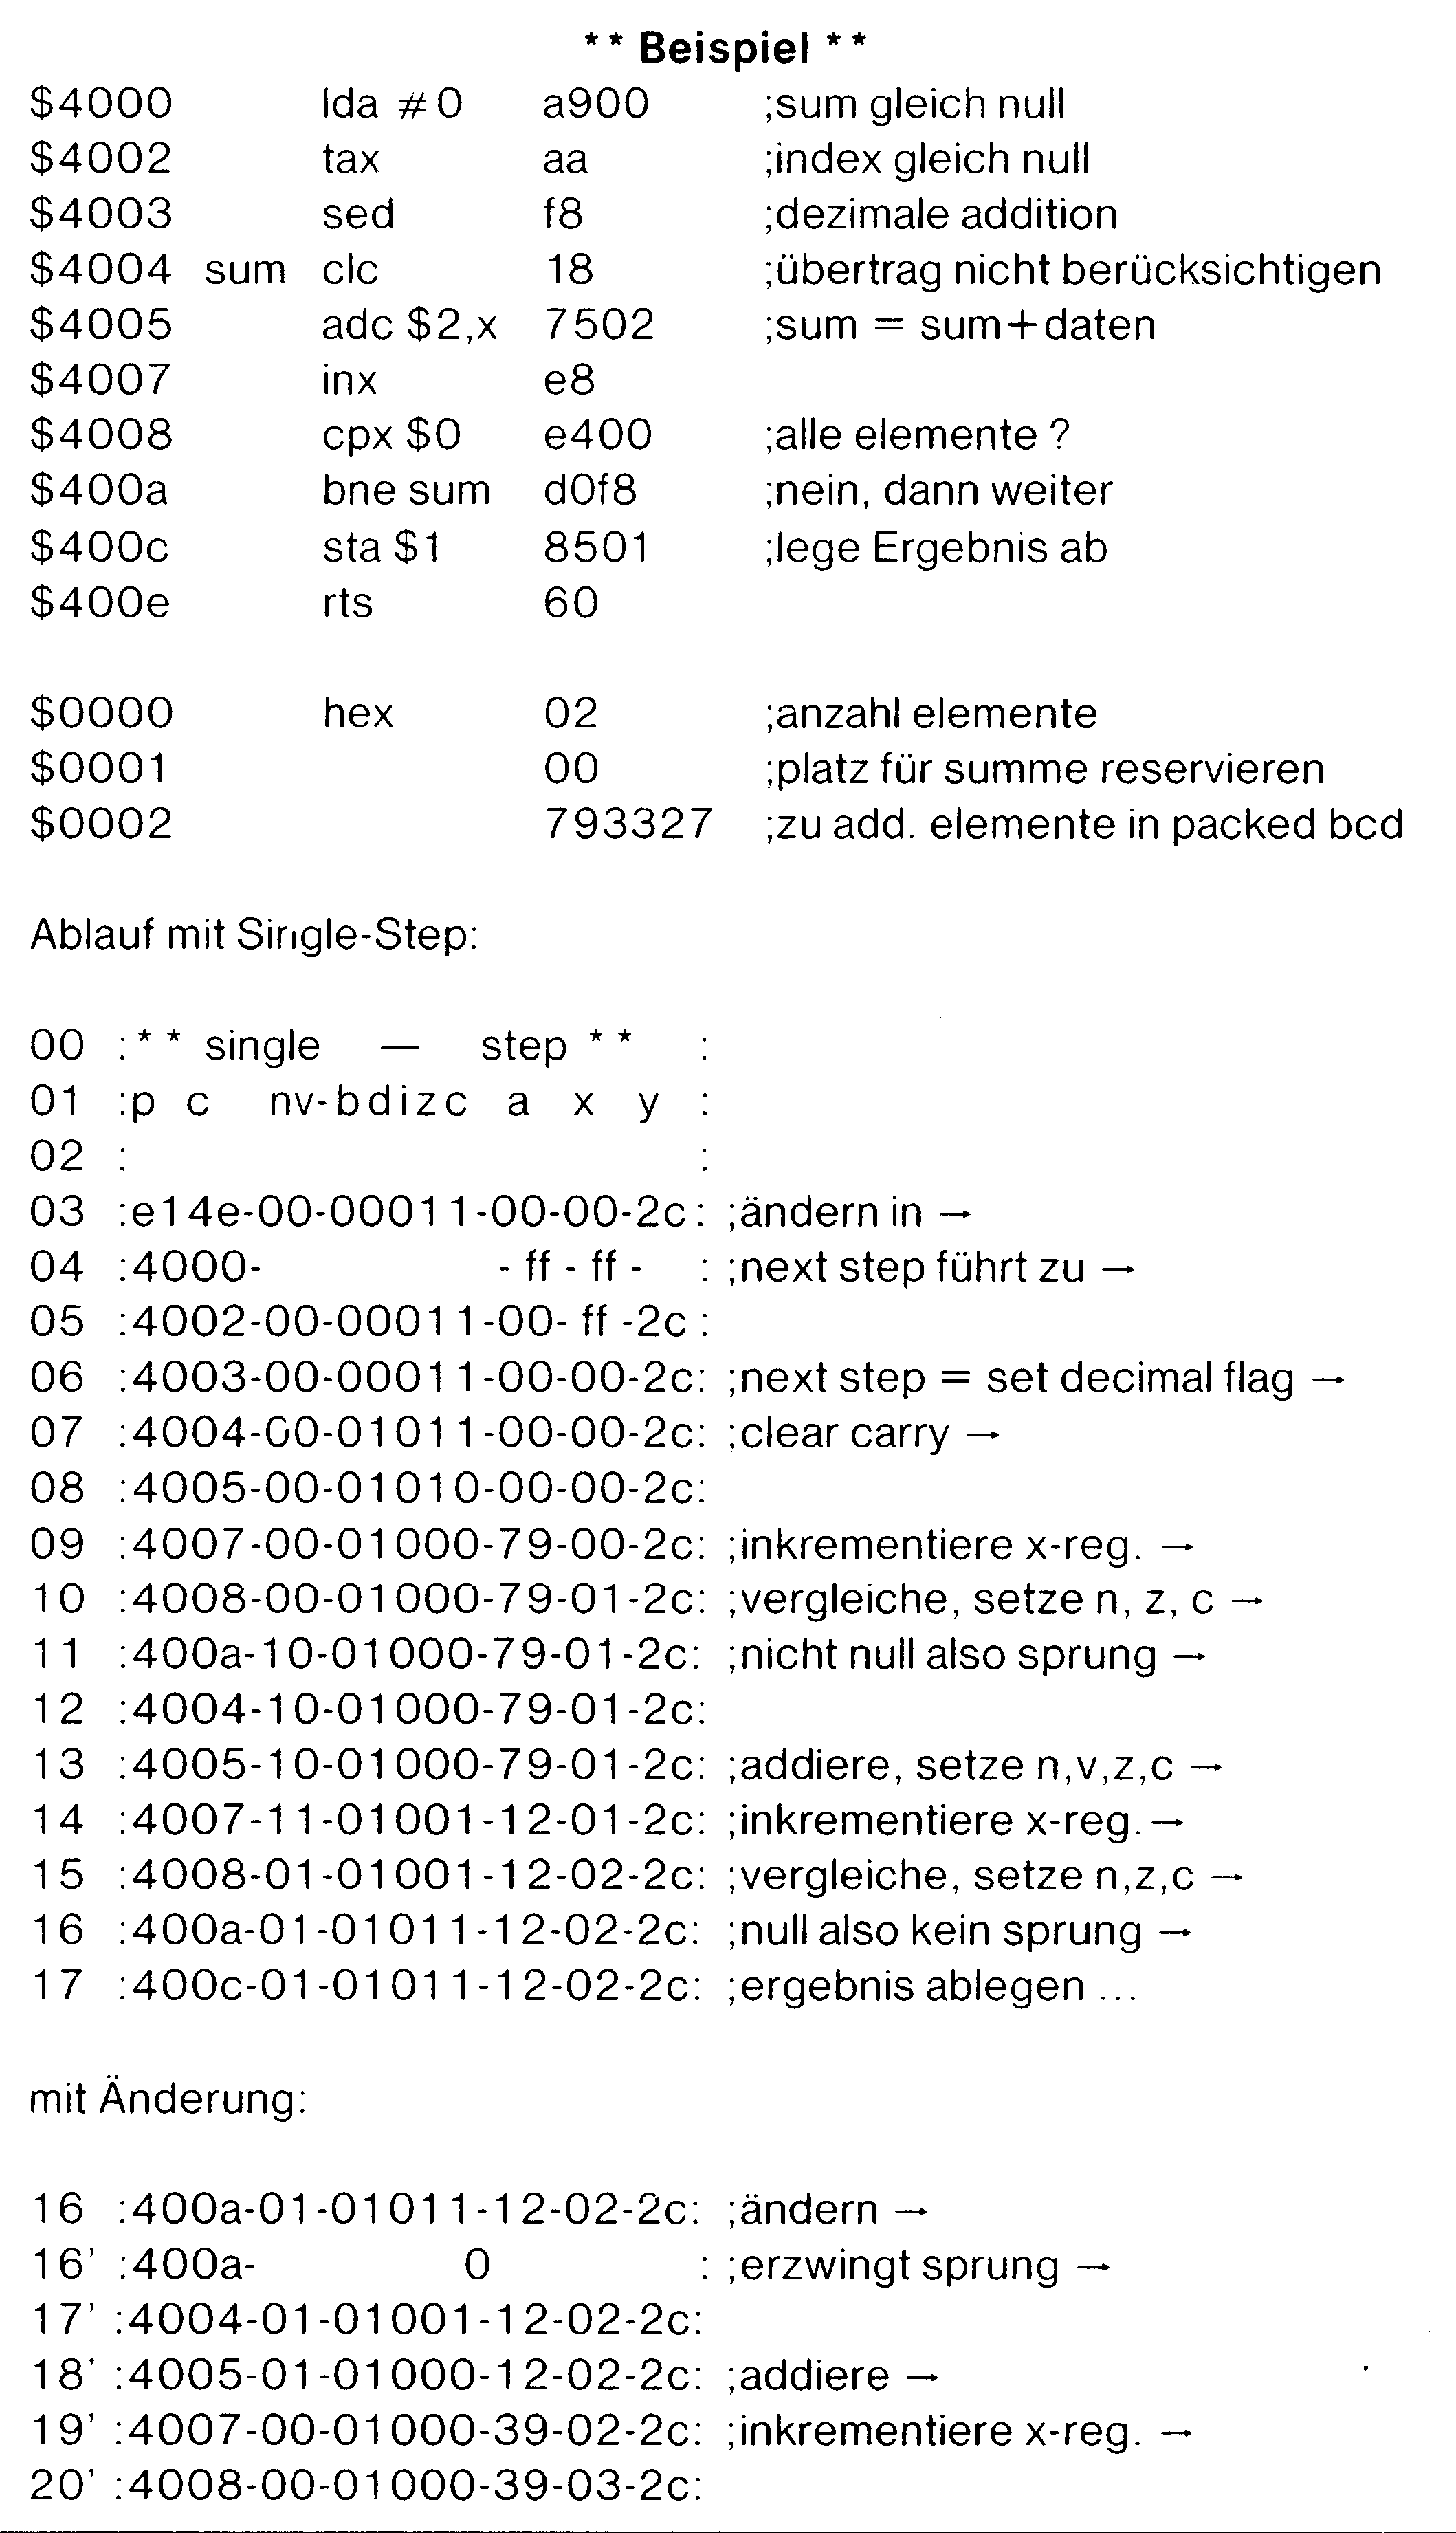 ** Beispiel **
$4000 lda #0 a900 ;sum gleich null
$4002 tax aa ;index gleich null
$4003 sed f8 ;dezimale addition
$4004 sum clc 18 ;übertrag nicht berücksichtigen
$4005 adc $2,x 7502 ;sum = sum+daten
$4007 inx e8
$4008 cpx $0 e400 ;alle elemente ?
$400a bne sum d0f8 ;nein, dann weiter
$400c sta $1 8501 ;lege Ergebnis ab
$400e rts 60
$0000 hex 02 ;anzahl elemente
$0001 00 ;platz für summe reservieren
$0002 793327 ;zu add. elemente in packed bcd
Ablauf mit Single-Step:
00 :** single — step ** :
01 :p c nv-bdizc a x y :
02 : :
03 :e14e-00-00011-00-00-2c: ;ändern in →
04 :4000- - ff - ff - : ;next step führt zu →
05 :4002-00-00011-00- ff -2c :
06 :4003-00-00011-00-00-2c: ;next step = set decimal flag →
07 :4004-00-01011-00-00-2c: ;clear carry →
08 :4005-00-01010-00-00-2c:
09 :4007-00-01000-79-00-2c: ;inkrementiere x-reg. →
10 :4008-00-01000-79-01-2c: ;vergleiche, setze n, z, c →
11 :400a-10-01000-79-01-2c: ;nicht null also sprung →
12 :4004-10-01000-79-01-2c:
13 :4005-10-01000-79-01-2c: ;addiere, setze n,v,z,c →
14 :4007-11-01001-12-01-2c: ;inkrementiere x-reg. →
15 :4008-01-01001-12-02-2c: ;vergleiche, setze n,z,c →
16 :400a-01-01011-12-02-2c: ;null also kein sprung →
17 :400c-01-01011-12-02-2c: ;ergebnis ablegen ...
mit Änderung:
16 :400a-01-01011-12-02-2c: ;ändern →
16' :400a- 0 : ;erzwingt sprung →
17' :4004-01-01001-12-02-2c:
18' :4005-01-01000-12-02-2c: ;addiere →
19' :4007-00-01000-39-02-2c: ;inkrementiere x-reg. →
20' :4008-00-01000-39-03-2c: